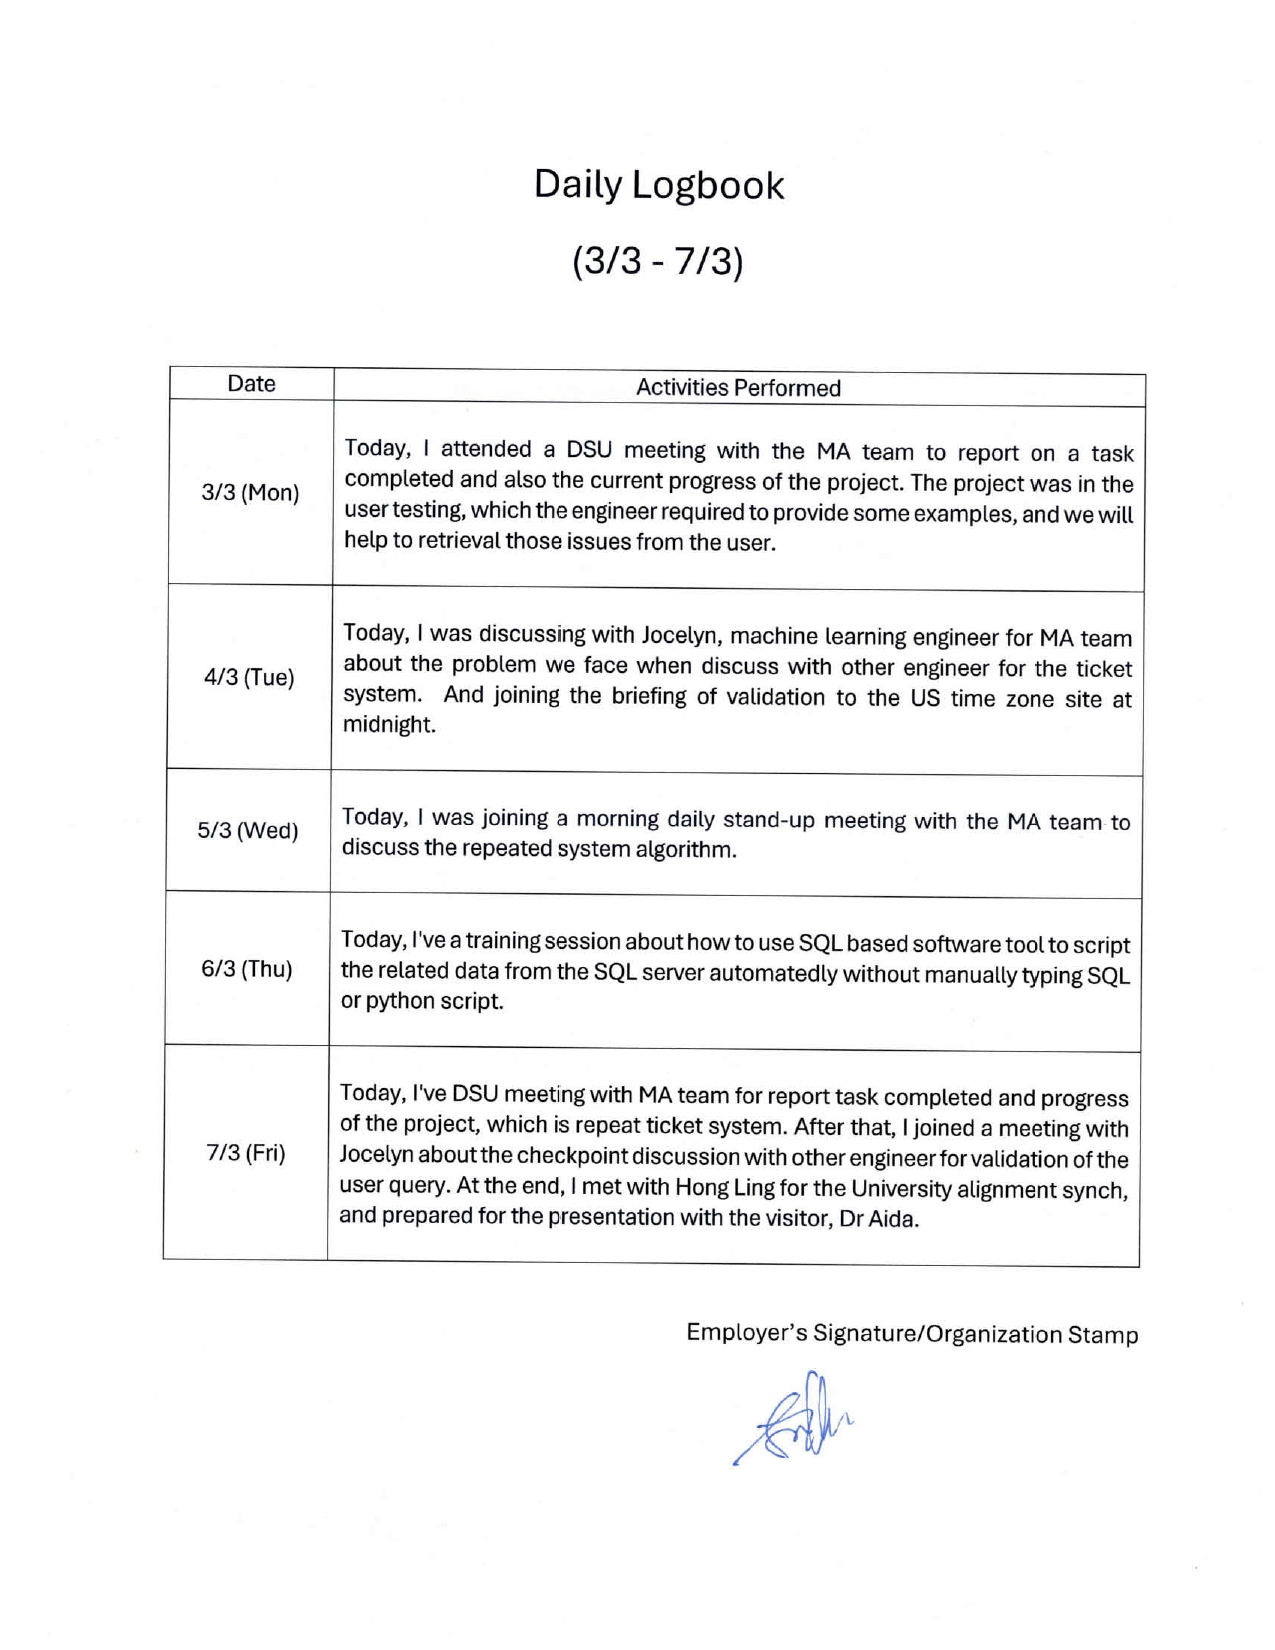 Daily Logbook
(3/3 - 7/3)
Date
Activities Performed
3/3 (Mon)
Today, I attended a DSU meeting with the MA team to report on a task
completed and also the current progress of the project. The project was in the
user testing, which the engineer required to provide some examples, and we will
help to retrieval those issues from the user.
4/3 (Tue)
Today, I was discussing with Jocelyn, machine learning engineer for MA team
about the problem we face when discuss with other engineer for the ticket
system. And joining the briefing of validation to the US time zone site at
midnight.
5/3 (Wed)
Today, I was joining a morning daily stand-up meeting with the MA team to
discuss the repeated system algorithm.
6/3 (Thu)
Today, I've a training session about how to use SQL based software tool to script
the related data from the SQL server automatedly without manually typing SQL
or python script.
7/3 (Fri)
Today, I've DSU meeting with MA team for report task completed and progress
of the project, which is repeat ticket system. After that, I joined a meeting with
Jocelyn about the checkpoint discussion with other engineer for validation of the
user query. At the end, I met with Hong Ling for the University alignment synch,
and prepared for the presentation with the visitor, Dr Aida.
Employer's Signature/Organization Stamp